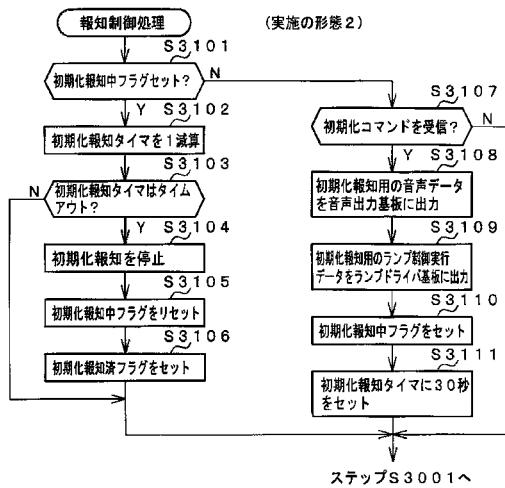 報知制御処理
(実施の形態2)
S3101
初期化報知中フラグセット?
N
Y
S3102
初期化報知タイマを1減算
S3103
N
初期化報知タイマはタイム
アウト?
Y
S3104
初期化報知を停止
S3105
初期化報知中フラグをリセット
S3106
初期化報知済フラグをセット
S3107
初期化コマンドを受信?
N
Y
S3108
初期化報知用の音声データ
を音声出力基板に出力
S3109
初期化報知用のランプ制御実行
データをランプドライバ基板に出力
S3110
初期化報知中フラグをセット
S3111
初期化報知タイマに30秒
をセット
ステップS3001へ